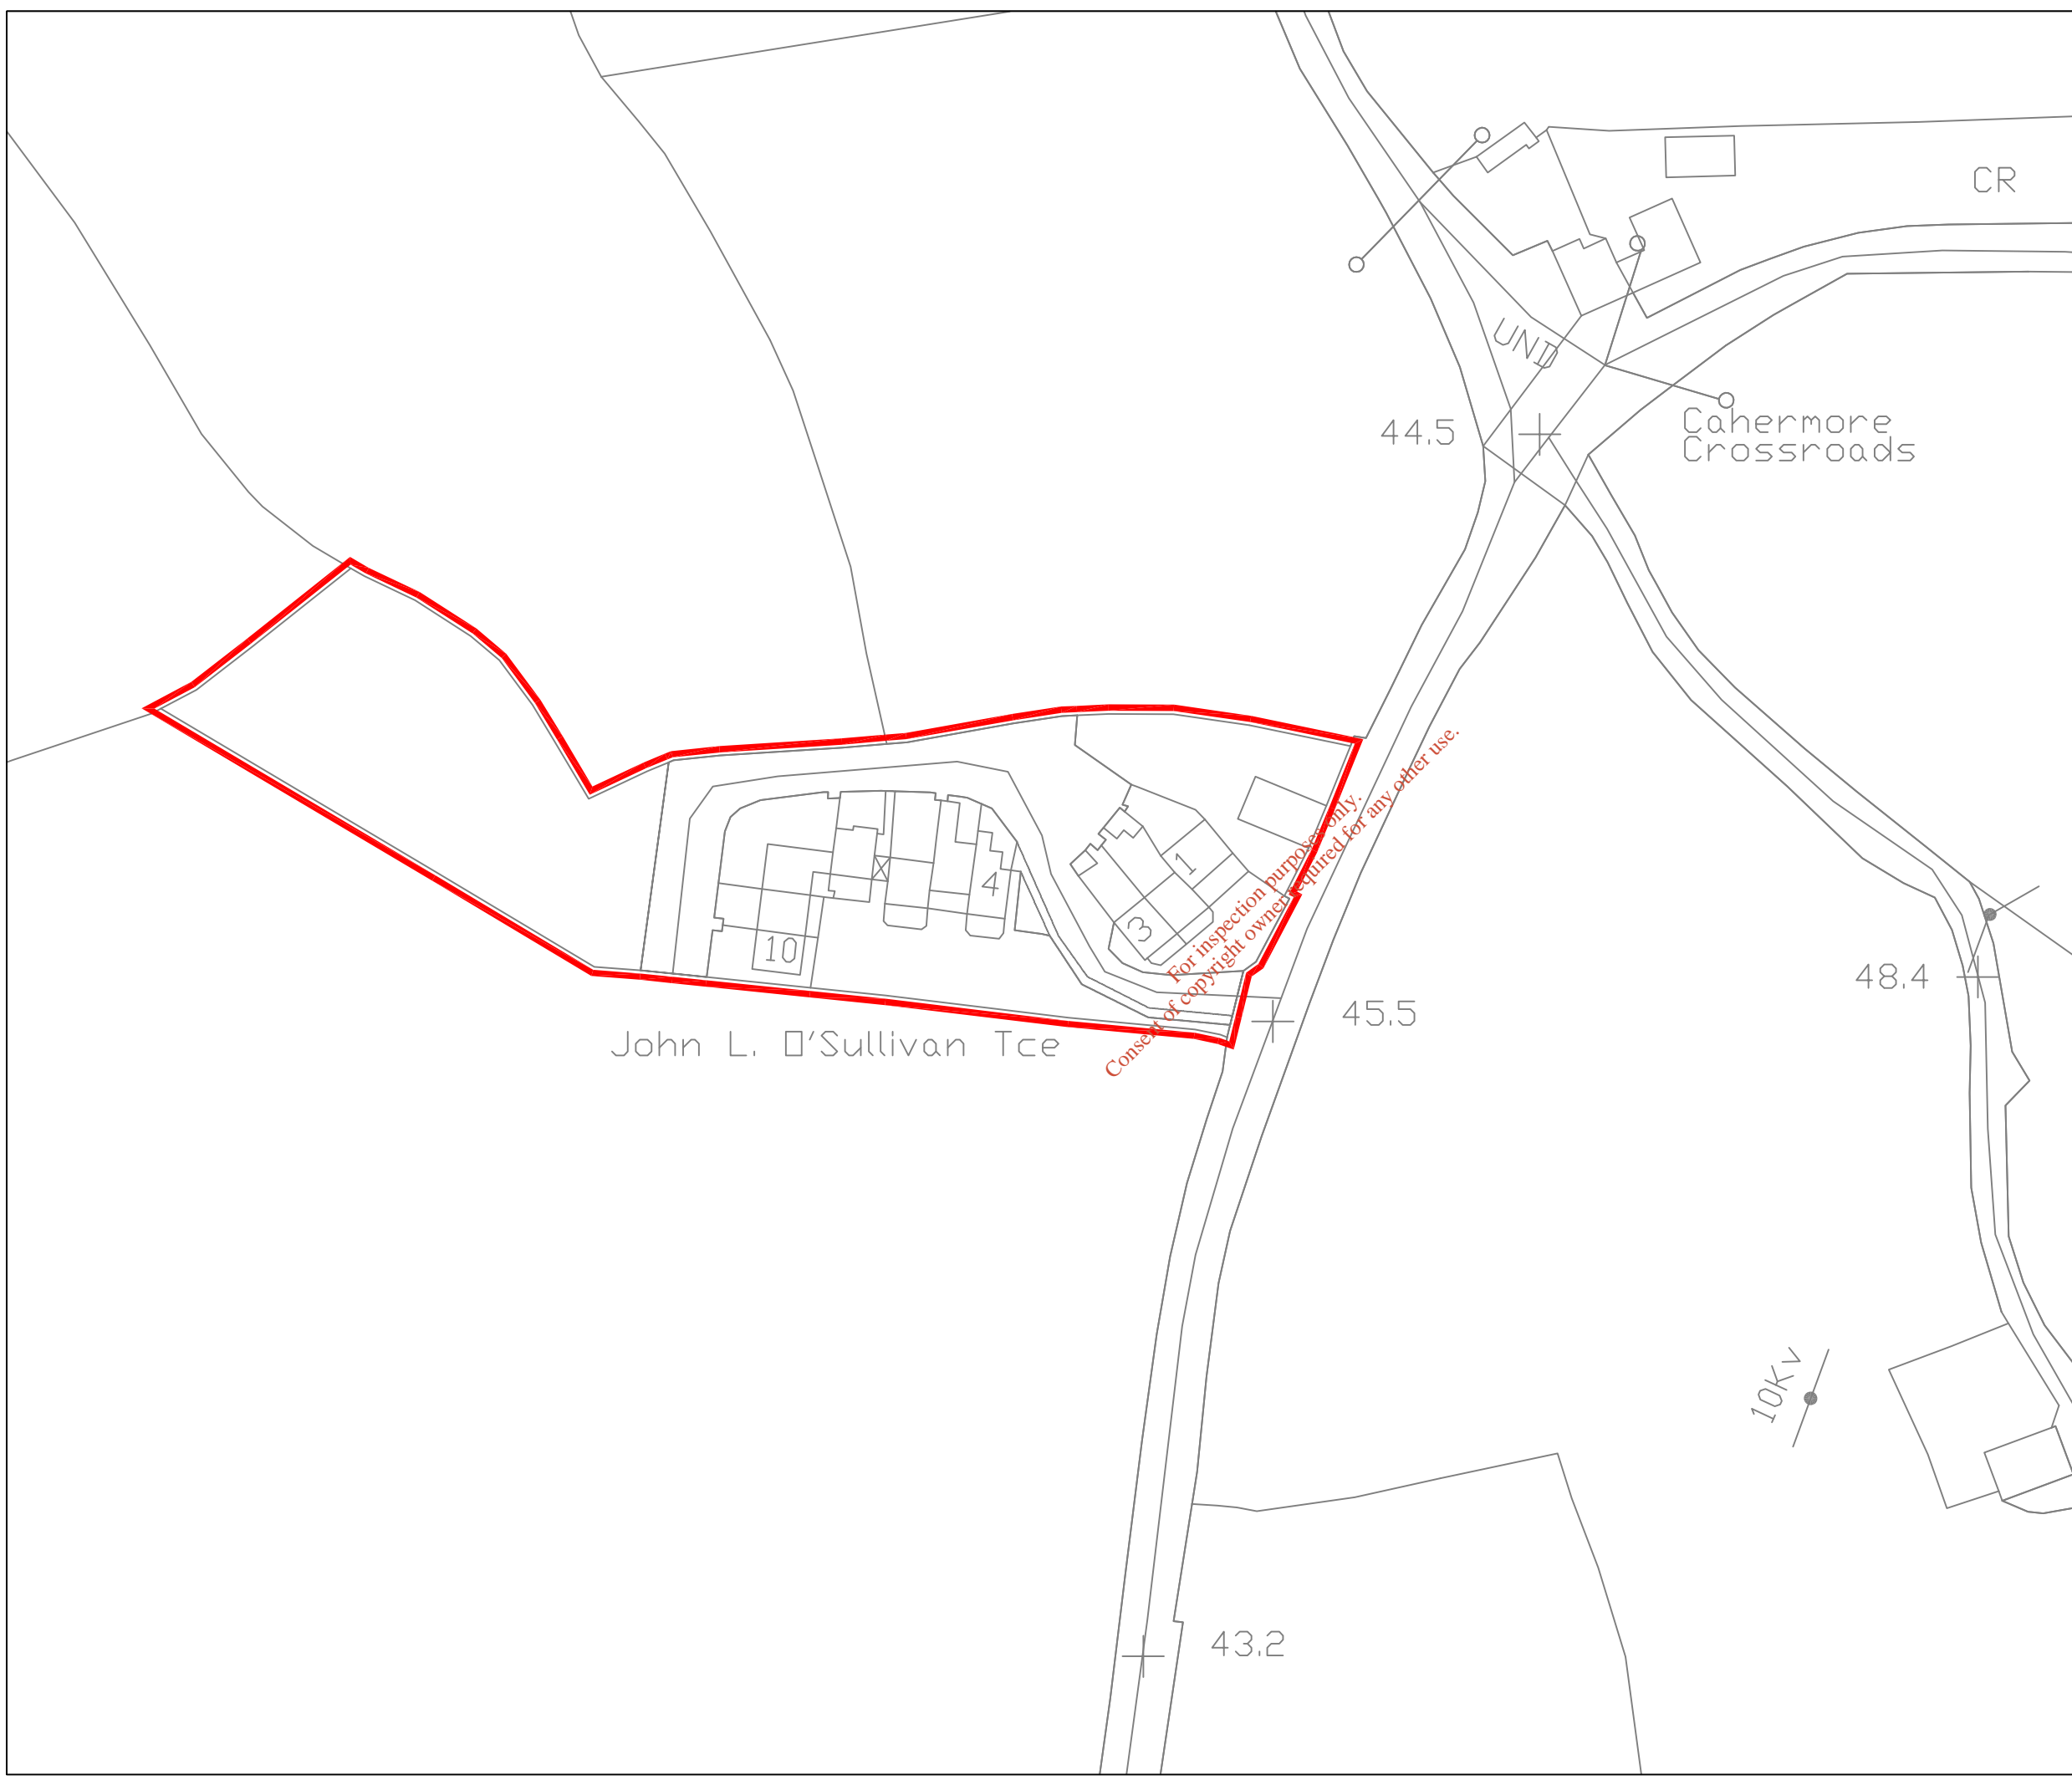 CR
UND
44.5
Cahermore
Crossroads
1
4
3
10
48.4
45.5
John L. O'Sullivan Tce
For inspection purposes only.
Consent of copyright owner required for any other use.
10KV
43.2